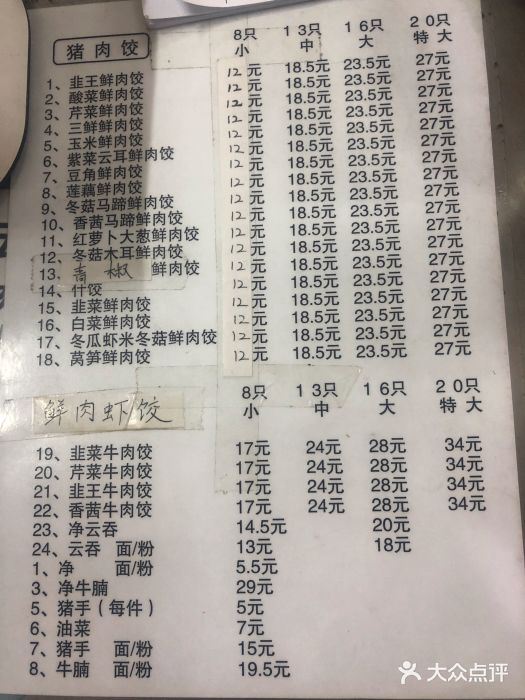 猪肉饺 8只 13只 16只 20只
小 中 大 特大
1、韭王鲜肉饺 12元 18.5元 23.5元 27元
2、酸菜鲜肉饺 12元 18.5元 23.5元 27元
3、芹菜鲜肉饺 12元 18.5元 23.5元 27元
4、三鲜鲜肉饺 12元 18.5元 23.5元 27元
5、玉米鲜肉饺 12元 18.5元 23.5元 27元
6、紫菜云耳鲜肉饺 12元 18.5元 23.5元 27元
7、豆角鲜肉饺 12元 18.5元 23.5元 27元
8、莲藕鲜肉饺 12元 18.5元 23.5元 27元
9、冬菇马蹄鲜肉饺 12元 18.5元 23.5元 27元
10、香茜马蹄鲜肉饺 12元 18.5元 23.5元 27元
11、红萝卜大葱鲜肉饺 12元 18.5元 23.5元 27元
12、冬菇木耳鲜肉饺 12元 18.5元 23.5元 27元
13、青椒 鲜肉饺 12元 18.5元 23.5元 27元
14、什饺 12元 18.5元 23.5元 27元
15、韭菜鲜肉饺 12元 18.5元 23.5元 27元
16、白菜鲜肉饺 12元 18.5元 23.5元 27元
17、冬瓜虾米冬菇鲜肉饺 12元 18.5元 23.5元 27元
18、莴笋鲜肉饺 12元 18.5元 23.5元 27元
鲜肉虾饺 8只 13只 16只 20只
小 中 大 特大
19、韭菜牛肉饺 17元 24元 28元 34元
20、芹菜牛肉饺 17元 24元 28元 34元
21、韭王牛肉饺 17元 24元 28元 34元
22、香茜牛肉饺 17元 24元 28元 34元
23、净云吞 14.5元 20元
24、云吞 面/粉 13元 18元
1、净 面/粉 5.5元
3、净牛腩 29元
5、猪手(每件) 5元
6、油菜 7元
7、猪手 面/粉 15元
8、牛腩 面/粉 19.5元
大众点评